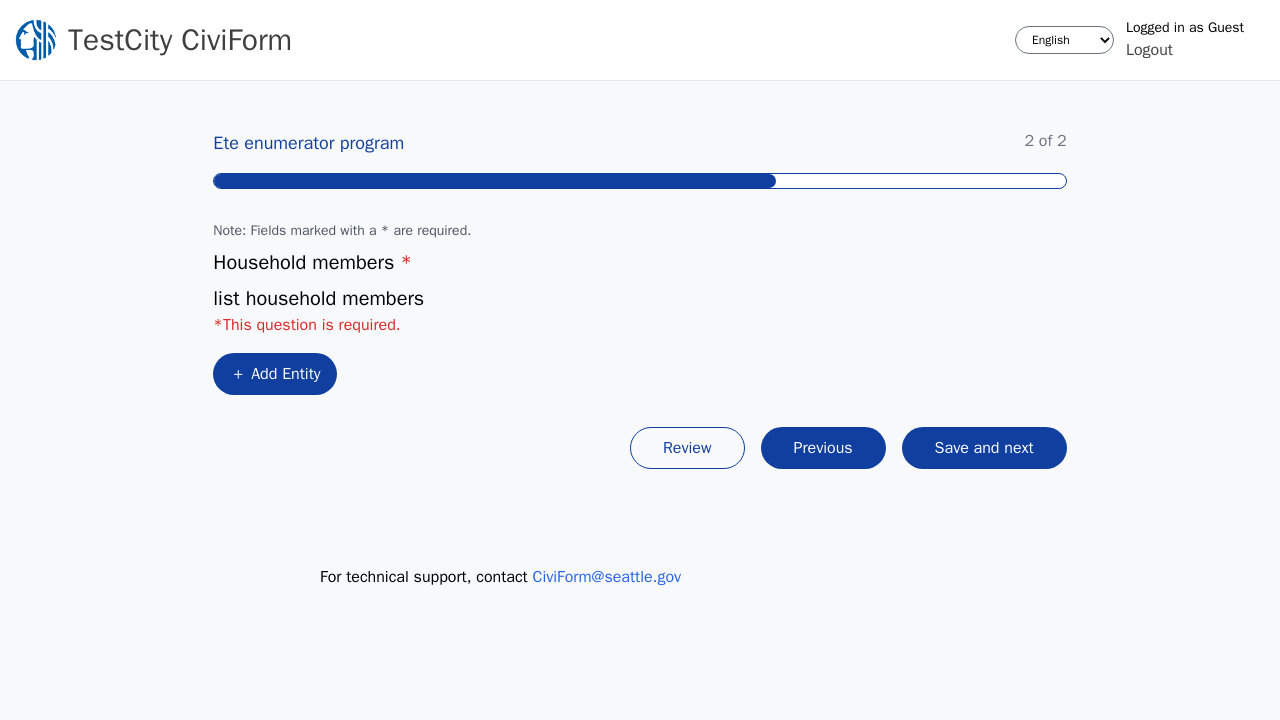 TestCity CiviForm
English
Logged in as Guest
Logout
Ete enumerator program
2 of 2
Note: Fields marked with a * are required.
Household members *
list household members
*This question is required.
+ Add Entity
Review
Previous
Save and next
For technical support, contact CiviForm@seattle.gov